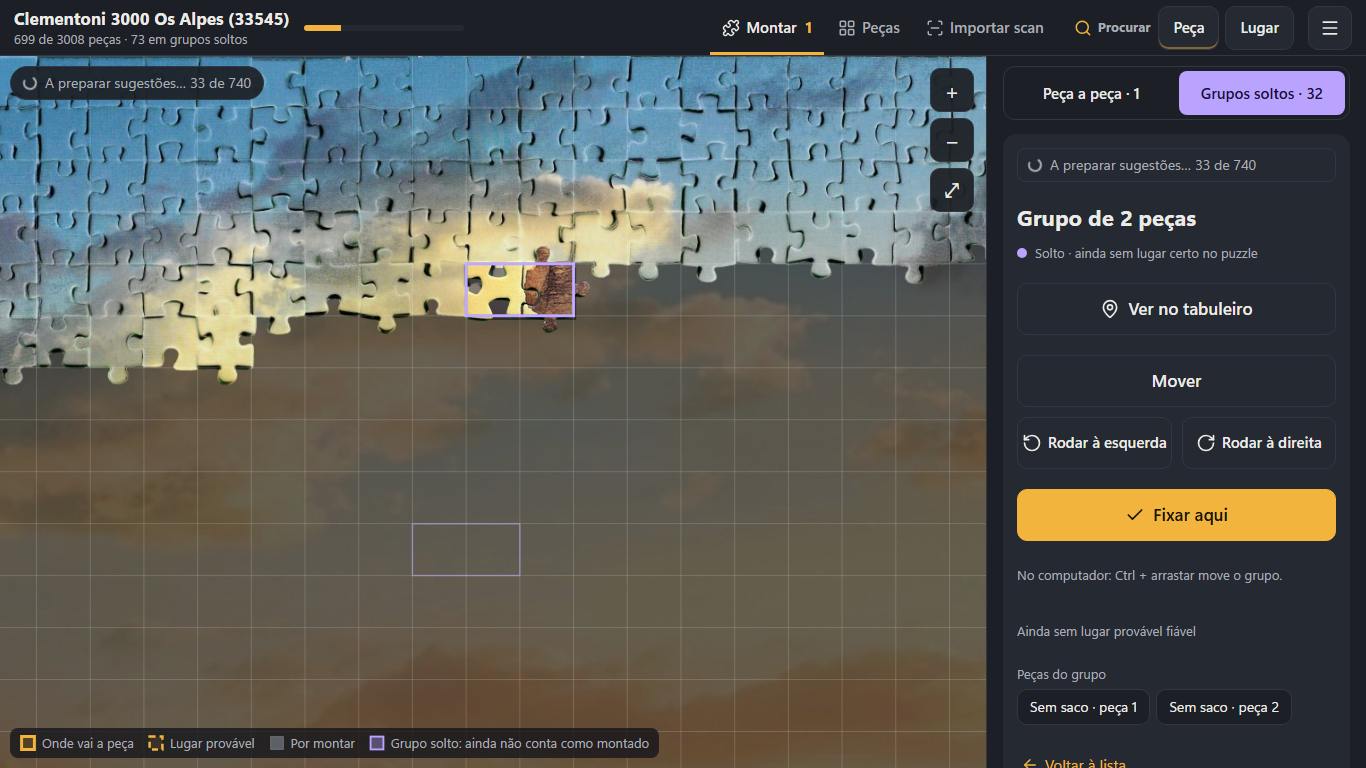 Clementoni 3000 Os Alpes (33545)
699 de 3008 peças · 73 em grupos soltos
Montar 1
Peças
Importar scan
Procurar
Peça
Lugar
A preparar sugestões... 33 de 740
Peça a peça · 1
Grupos soltos · 32
A preparar sugestões... 33 de 740
Grupo de 2 peças
Solto · ainda sem lugar certo no puzzle
Ver no tabuleiro
Mover
Rodar à esquerda
Rodar à direita
Fixar aqui
No computador: Ctrl + arrastar move o grupo.
Ainda sem lugar provável fiável
Peças do grupo
Sem saco · peça 1
Sem saco · peça 2
Voltar à lista
Onde vai a peça
Lugar provável
Por montar
Grupo solto: ainda não conta como montado